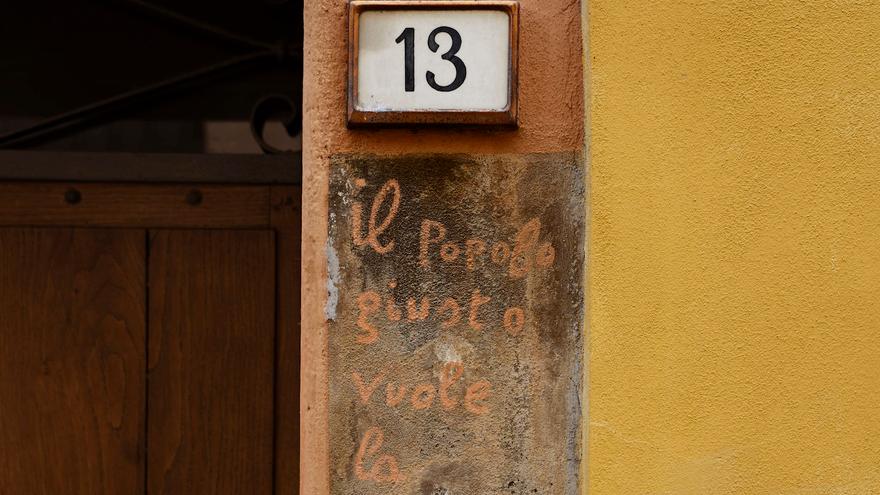 13
il popolo
giusto
vuole
la